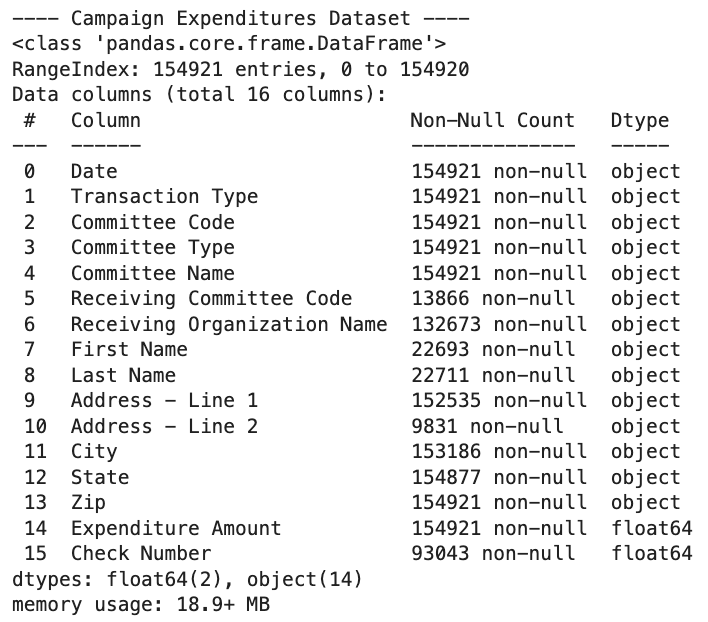 ---- Campaign Expenditures Dataset ----
<class 'pandas.core.frame.DataFrame'>
RangeIndex: 154921 entries, 0 to 154920
Data columns (total 16 columns):
 #   Column                       Non-Null Count   Dtype
---  ------                       --------------   -----
 0   Date                         154921 non-null  object
 1   Transaction Type             154921 non-null  object
 2   Committee Code               154921 non-null  object
 3   Committee Type               154921 non-null  object
 4   Committee Name               154921 non-null  object
 5   Receiving Committee Code     13866 non-null   object
 6   Receiving Organization Name  132673 non-null  object
 7   First Name                   22693 non-null   object
 8   Last Name                    22711 non-null   object
 9   Address - Line 1             152535 non-null  object
 10  Address - Line 2             9831 non-null    object
 11  City                         153186 non-null  object
 12  State                        154877 non-null  object
 13  Zip                          154921 non-null  object
 14  Expenditure Amount           154921 non-null  float64
 15  Check Number                 93043 non-null   float64
dtypes: float64(2), object(14)
memory usage: 18.9+ MB